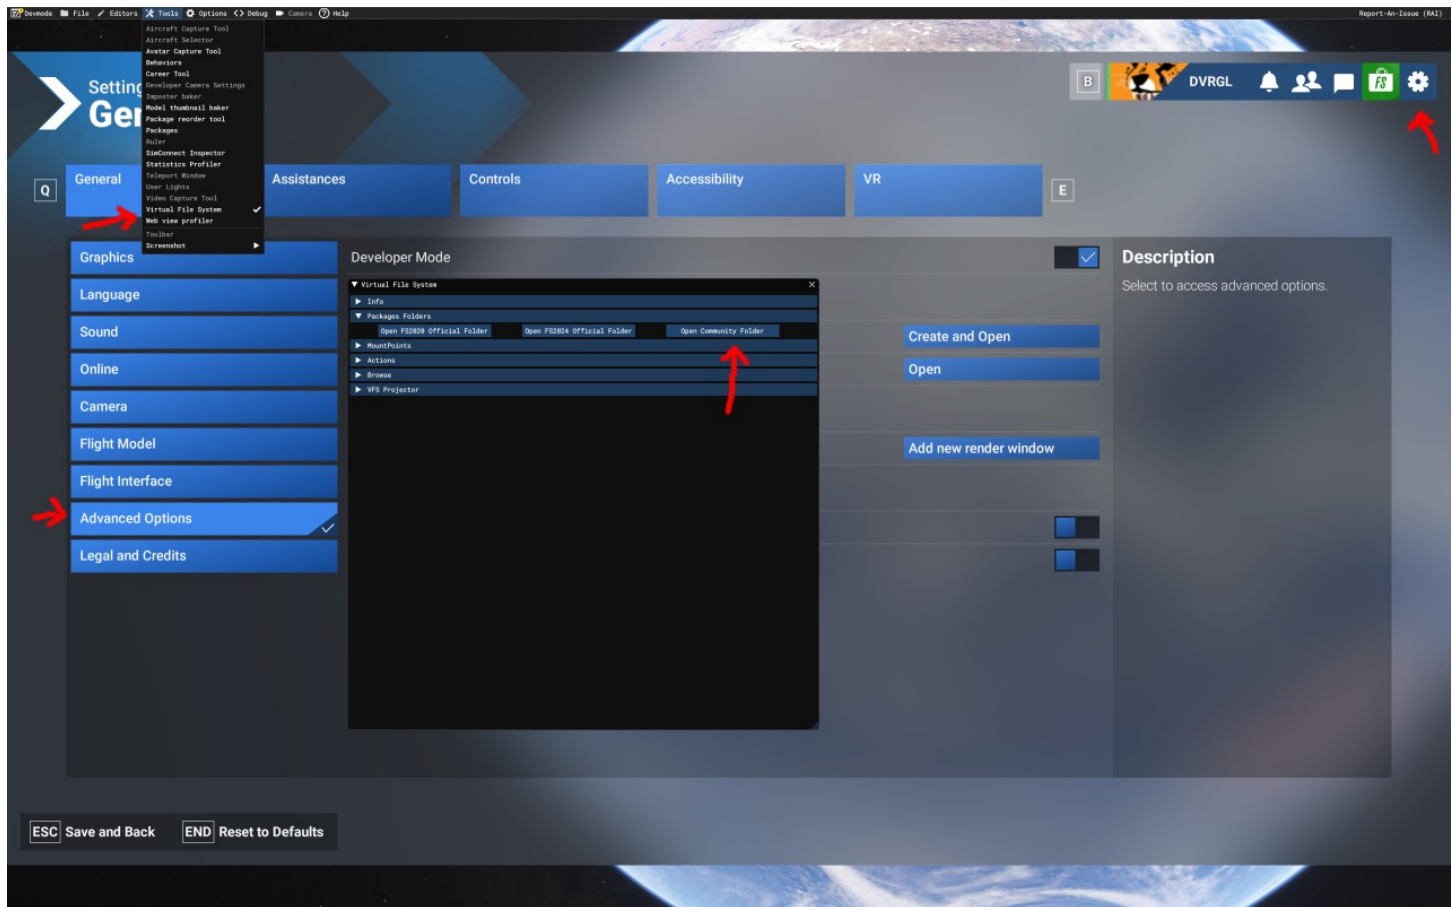 Devmode File Editors Tools Options Debug Camera Help
Report-An-Issue (RAI)
Aircraft Capture Tool
Aircraft Selector
Avatar Capture Tool
Behaviors
Career Tool
Developer Camera Settings
Imposter baker
Model thumbnail baker
Package reorder tool
Packages
Ruler
SimConnect Inspector
Statistics Profiler
Teleport Window
User Lights
Video Capture Tool
Virtual File System
Web view profiler
Toolbar
Screenshot
Setting
Ge
B
DVRGL
FS
Q
General
Assistances
Controls
Accessibility
VR
E
Graphics
Language
Sound
Online
Camera
Flight Model
Flight Interface
Advanced Options
Legal and Credits
Developer Mode
Virtual File System
Info
Packages Folders
Open FS2020 Official Folder
Open FS2024 Official Folder
Open Community Folder
MountPoints
Actions
Browse
VFS Projector
Create and Open
Open
Add new render window
Description
Select to access advanced options.
ESC Save and Back
END Reset to Defaults